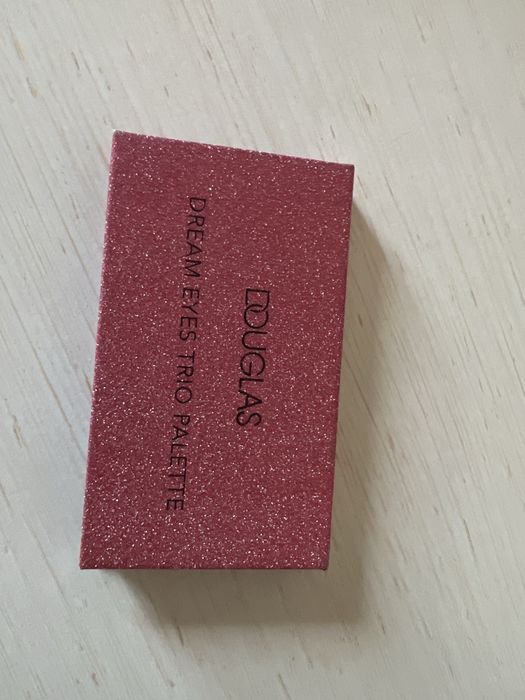 DOUGLAS
DREAM EYES TRIO PALETTE